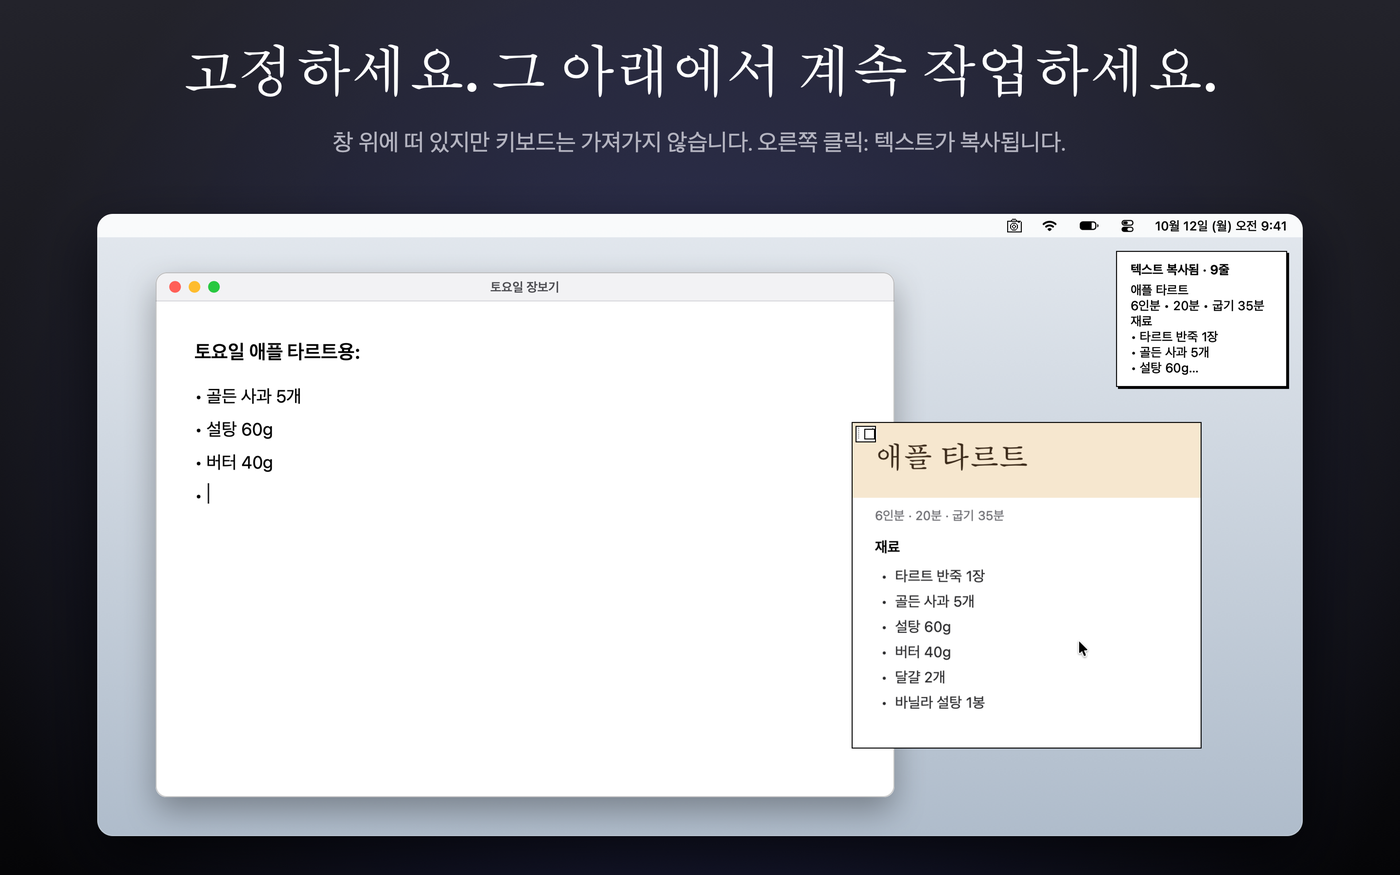 고정하세요. 그 아래에서 계속 작업하세요.
창 위에 떠 있지만 키보드는 가져가지 않습니다. 오른쪽 클릭: 텍스트가 복사됩니다.
10월 12일 (월) 오전 9:41
텍스트 복사됨 · 9줄
애플 타르트
6인분 • 20분 • 굽기 35분
재료
• 타르트 반죽 1장
• 골든 사과 5개
• 설탕 60g...
토요일 장보기
토요일 애플 타르트용:
• 골든 사과 5개
• 설탕 60g
• 버터 40g
•
애플 타르트
6인분 · 20분 · 굽기 35분
재료
• 타르트 반죽 1장
• 골든 사과 5개
• 설탕 60g
• 버터 40g
• 달걀 2개
• 바닐라 설탕 1봉